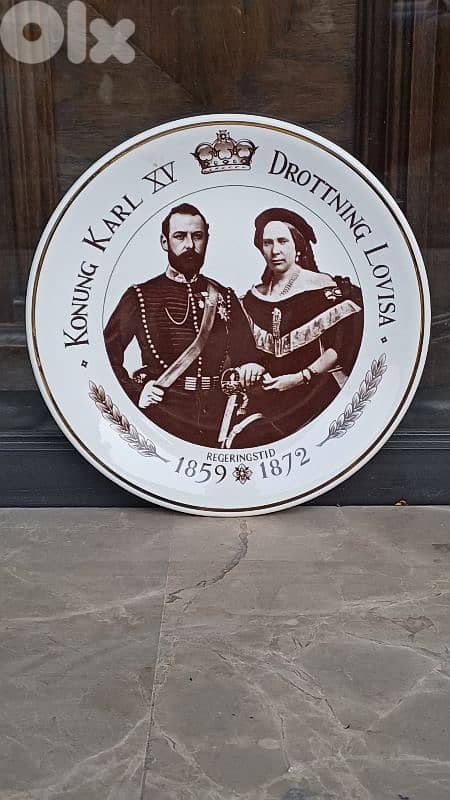 Olx
Konung Karl XV
Drottning Lovisa
REGERINGSTID
1859 1872